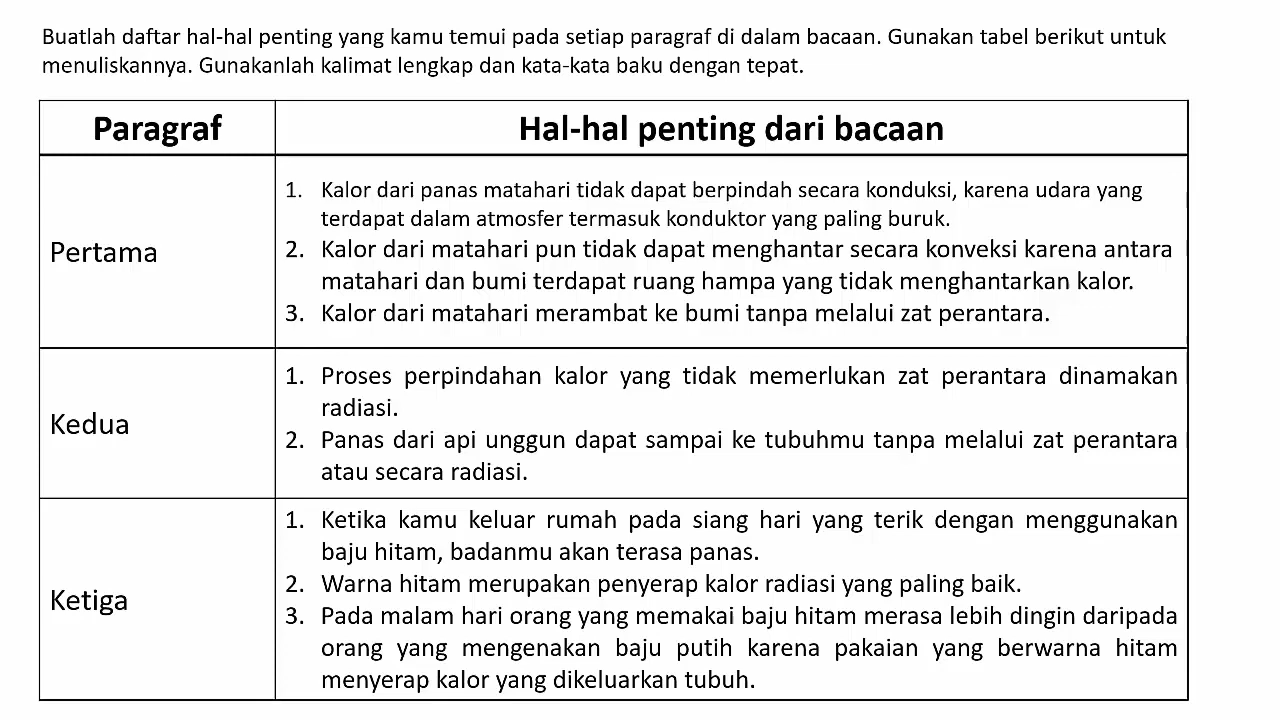 Buatlah daftar hal-hal penting yang kamu temui pada setiap paragraf di dalam bacaan. Gunakan tabel berikut untuk
menuliskannya. Gunakanlah kalimat lengkap dan kata-kata baku dengan tepat.
Paragraf
Hal-hal penting dari bacaan
Pertama
1. Kalor dari panas matahari tidak dapat berpindah secara konduksi, karena udara yang
terdapat dalam atmosfer termasuk konduktor yang paling buruk.
2. Kalor dari matahari pun tidak dapat menghantar secara konveksi karena antara
matahari dan bumi terdapat ruang hampa yang tidak menghantarkan kalor.
3. Kalor dari matahari merambat ke bumi tanpa melalui zat perantara.
Kedua
1. Proses perpindahan kalor yang tidak memerlukan zat perantara dinamakan
radiasi.
2. Panas dari api unggun dapat sampai ke tubuhmu tanpa melalui zat perantara
atau secara radiasi.
Ketiga
1. Ketika kamu keluar rumah pada siang hari yang terik dengan menggunakan
baju hitam, badanmu akan terasa panas.
2. Warna hitam merupakan penyerap kalor radiasi yang paling baik.
3. Pada malam hari orang yang memakai baju hitam merasa lebih dingin daripada
orang yang mengenakan baju putih karena pakaian yang berwarna hitam
menyerap kalor yang dikeluarkan tubuh.